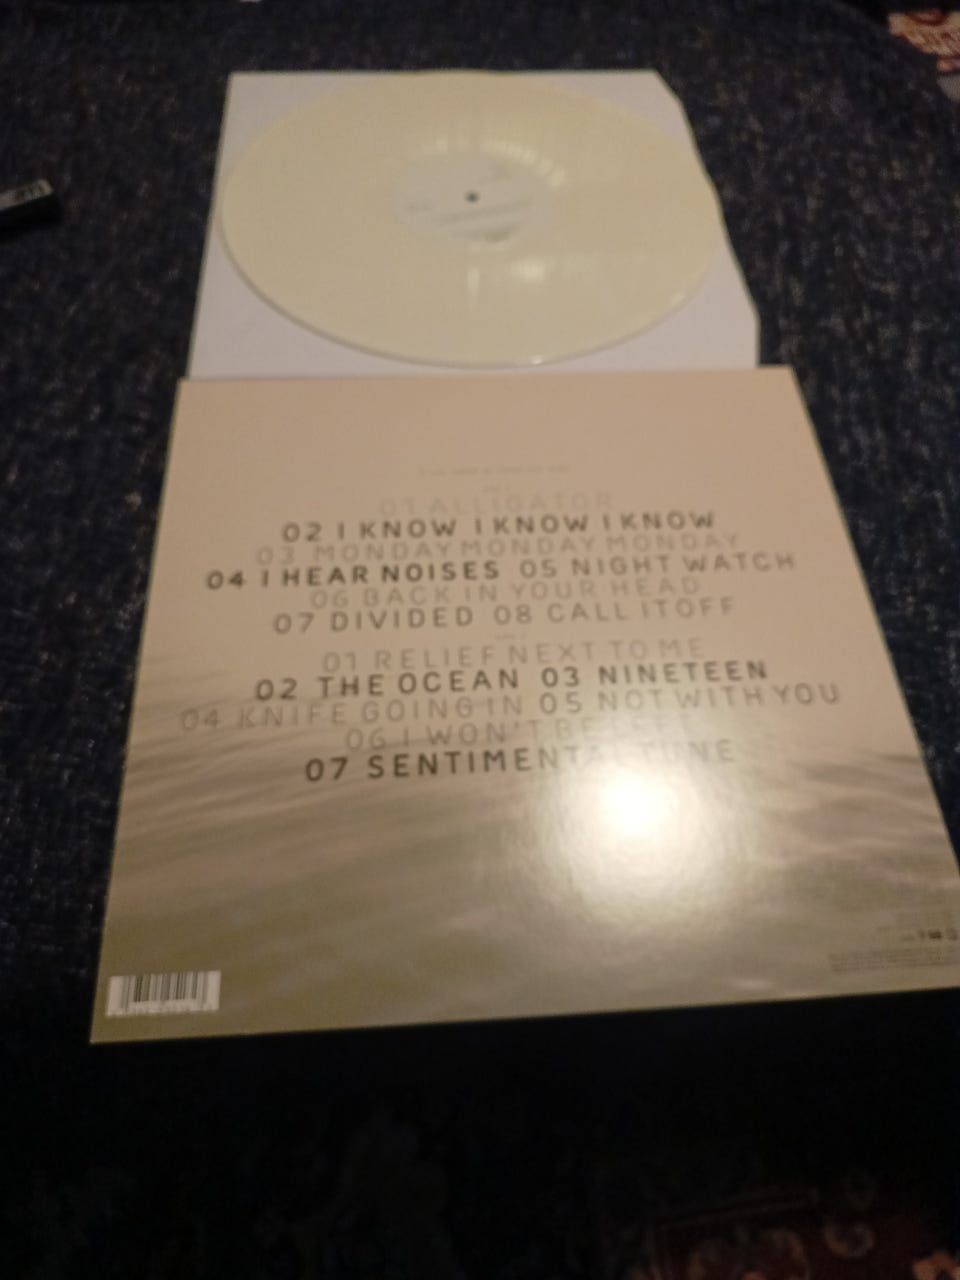 01 ALLIGATOR
02 I KNOW I KNOW I KNOW
03 MONDAY MONDAY MONDAY
04 I HEAR NOISES 05 NIGHT WATCH
06 BACK IN YOUR HEAD
07 DIVIDED 08 CALL IT OFF
01 RELIEF NEXT TO ME
02 THE OCEAN 03 NINETEEN
04 KNIFE GOING IN 05 NOT WITH YOU
06 I WON'T BE LEFT
07 SENTIMENTAL TUNE